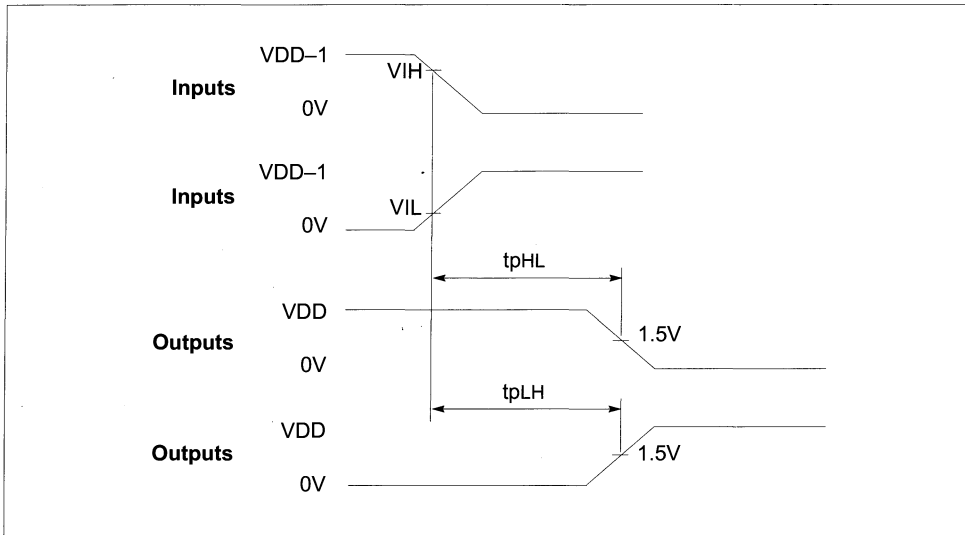 VDD–1
VIH
Inputs
0V
VDD–1
Inputs
VIL
0V
tpHL
VDD
1.5V
Outputs
0V
tpLH
VDD
Outputs
1.5V
0V